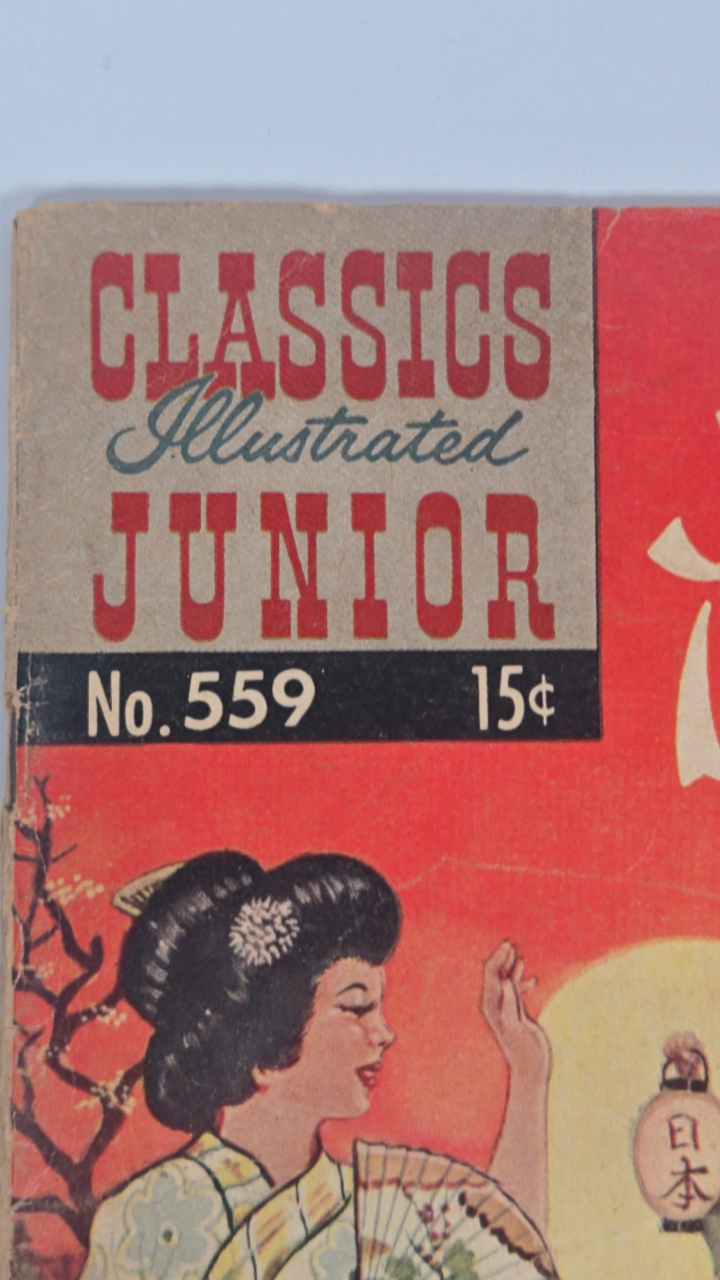 CLASSICS
Illustrated
JUNIOR
No. 559 15¢
日本